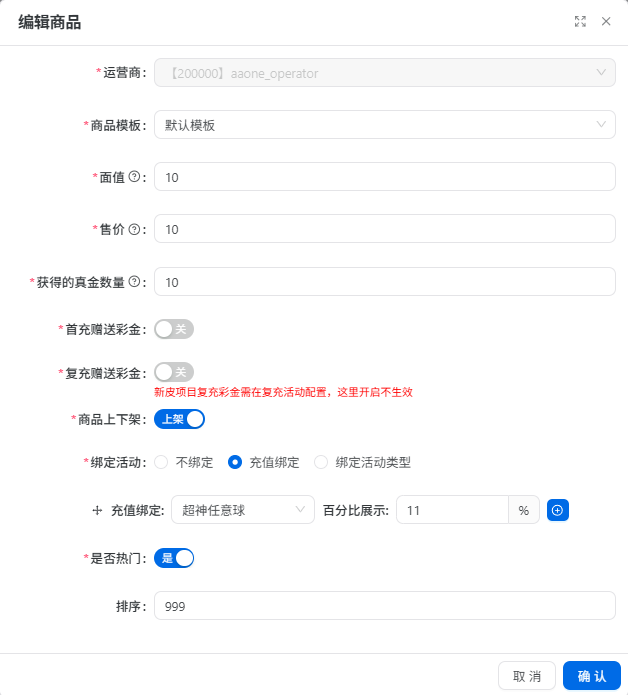 编辑商品
*运营商: 【200000】aaone_operator
*商品模板: 默认模板
*面值 ?: 10
*售价 ?: 10
*获得的真金数量 ?: 10
*首充赠送彩金: 关
*复充赠送彩金: 关
新皮项目复充彩金需在复充活动配置，这里开启不生效
*商品上下架: 上架
*绑定活动: 不绑定 充值绑定 绑定活动类型
充值绑定: 超神任意球 百分比展示: 11 %
*是否热门: 是
排序: 999
取 消 确 认